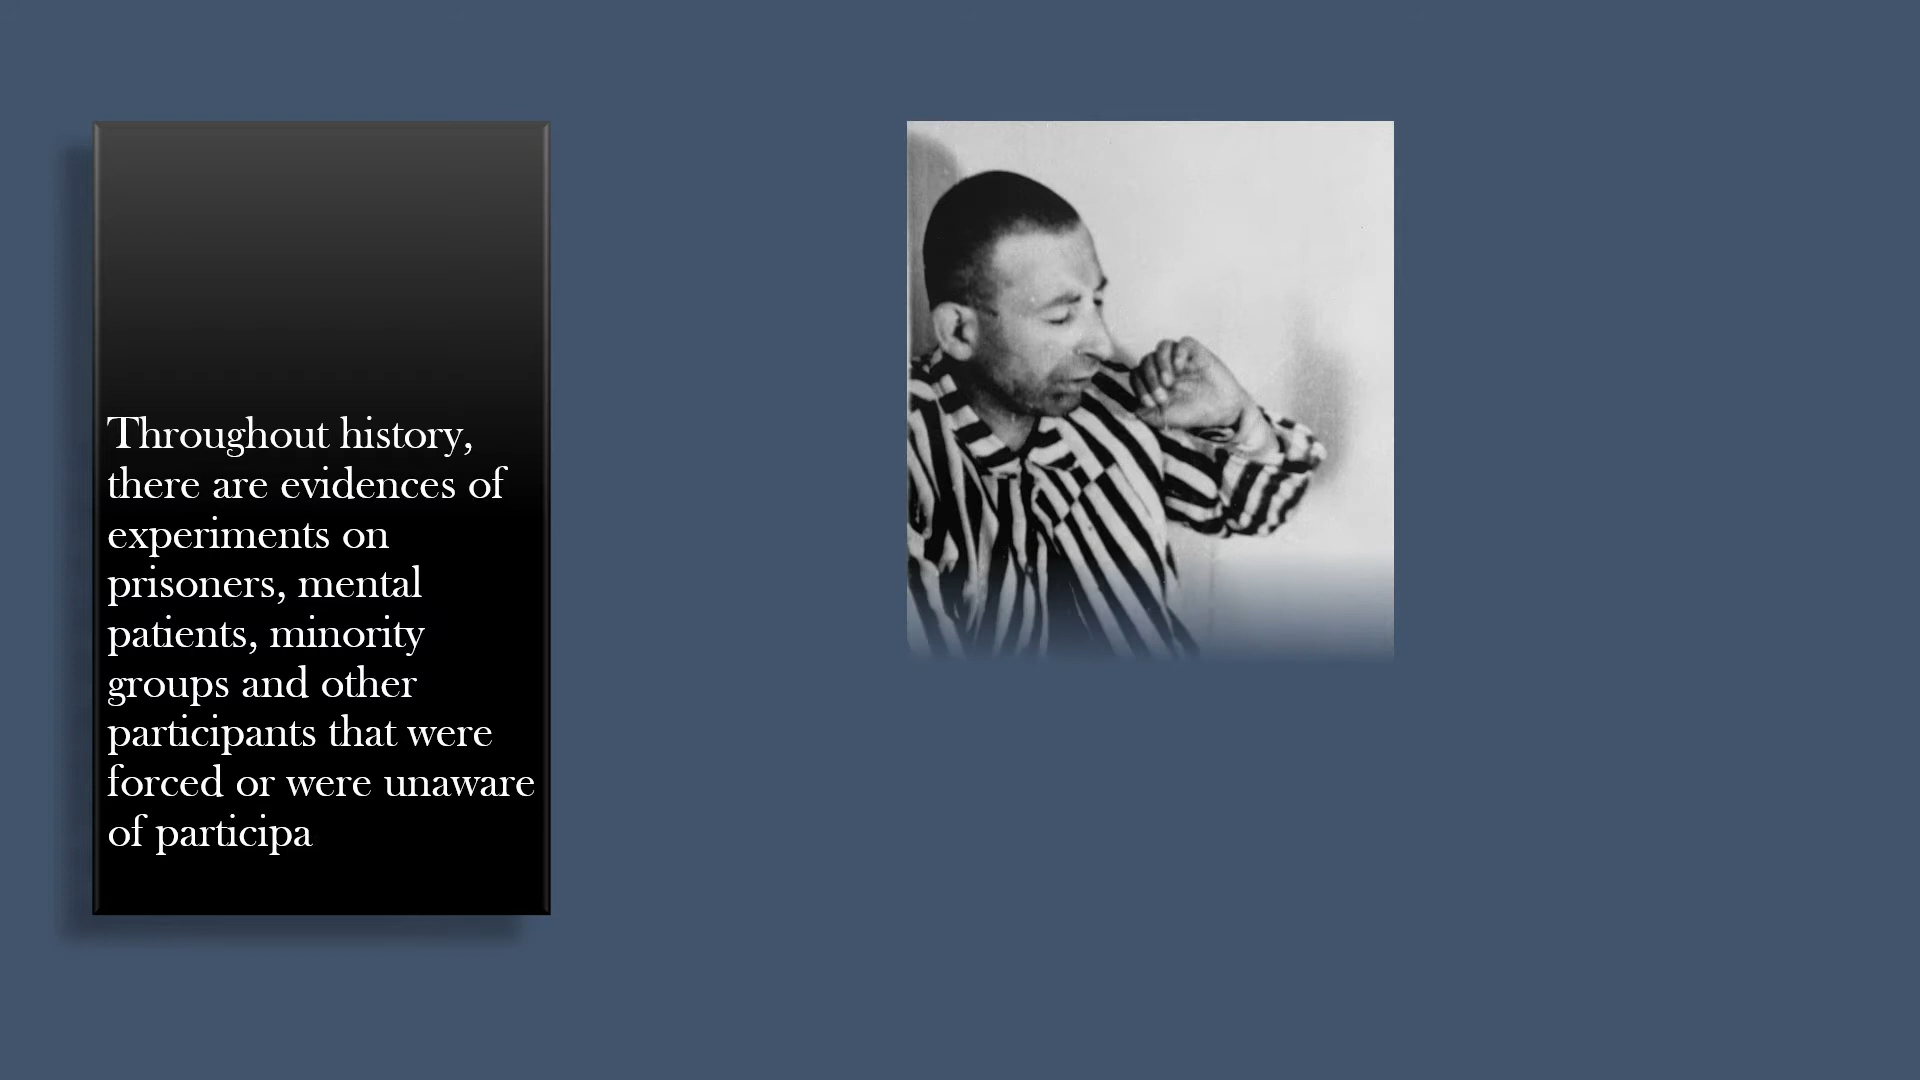 Throughout history,
there are evidences of
experiments on
prisoners, mental
patients, minority
groups and other
participants that were
forced or were unaware
of participa